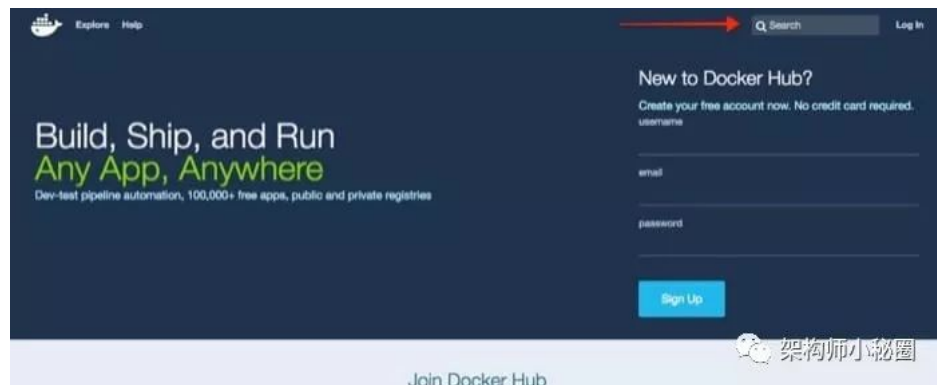 Explore Help
Search
Log In
New to Docker Hub?
Create your free account now. No credit card required.
username
email
password
Sign Up
Build, Ship, and Run
Any App, Anywhere
Dev-test pipeline automation, 100,000+ free apps, public and private registries
架构师小秘圈
Join Docker Hub